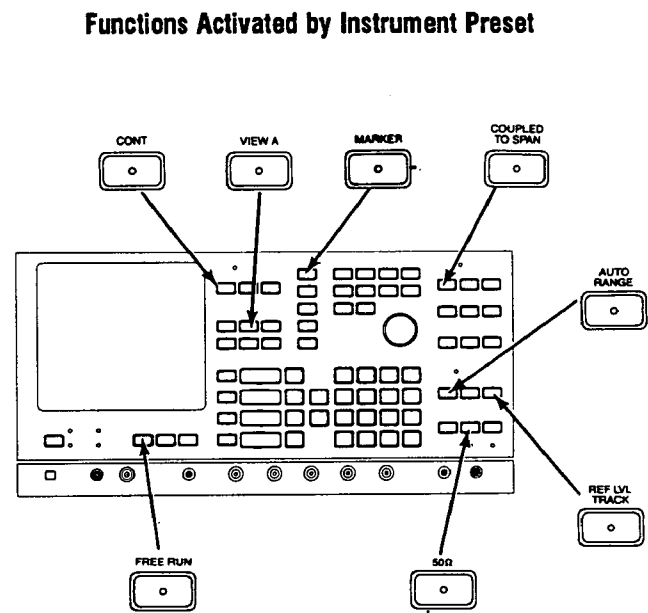 Functions Activated by Instrument Preset
CONT
VIEW A
MARKER
COUPLED
TO SPAN
AUTO
RANGE
REF LVL
TRACK
FREE RUN
50Ω